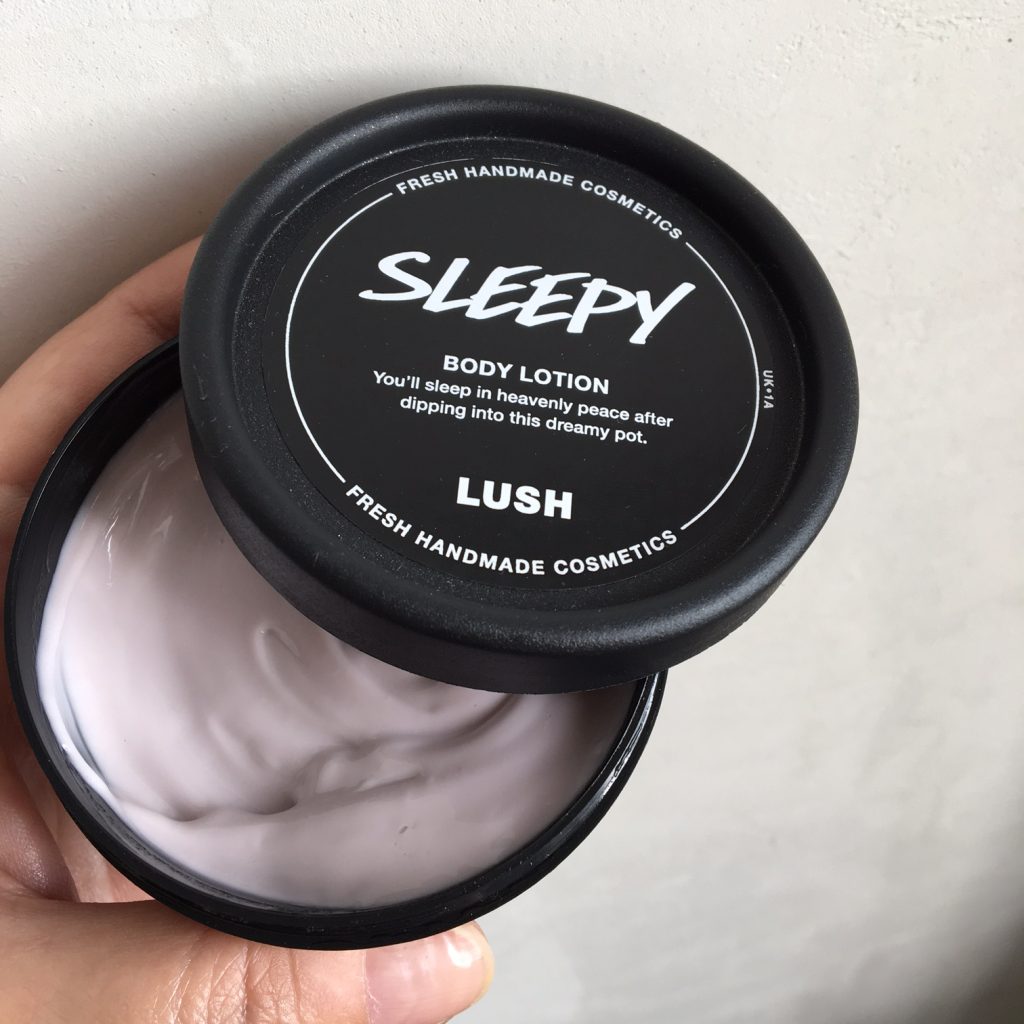 FRESH HANDMADE COSMETICS
SLEEPY
BODY LOTION
You'll sleep in heavenly peace after
dipping into this dreamy pot.
UK•1A
LUSH
FRESH HANDMADE COSMETICS